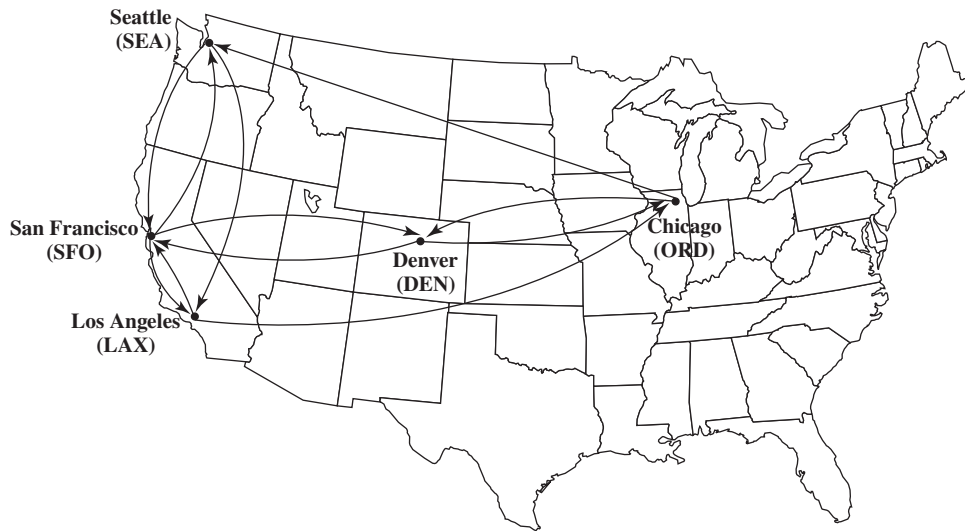 Seattle
(SEA)
San Francisco
(SFO)
Chicago
(ORD)
Denver
(DEN)
Los Angeles
(LAX)